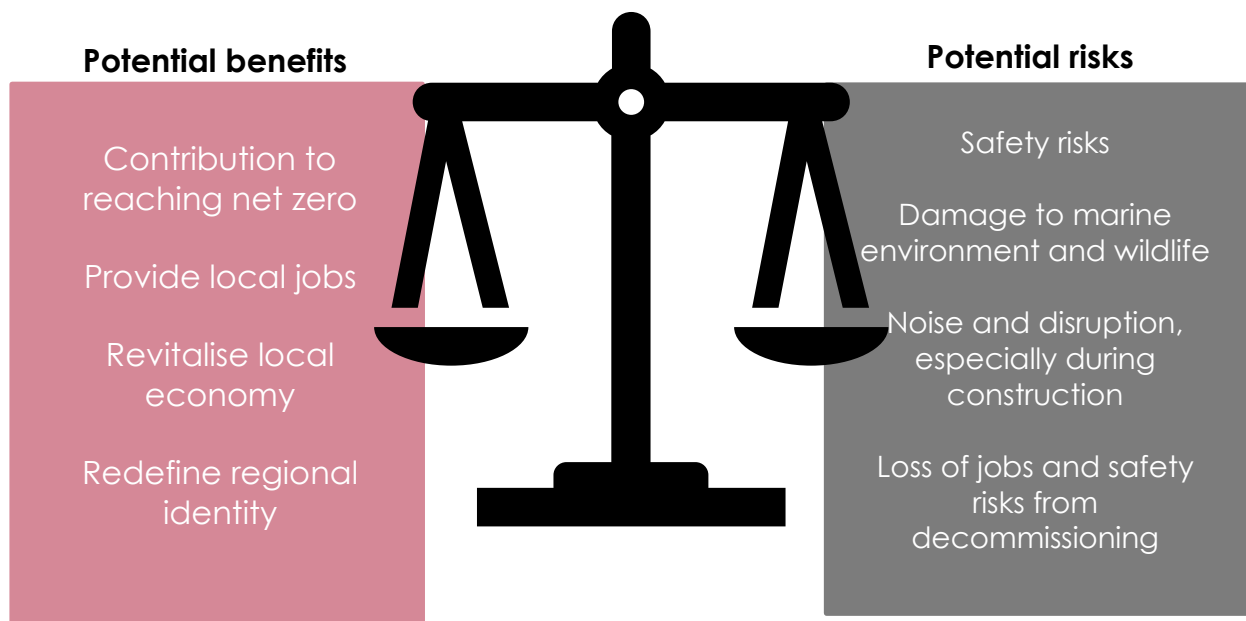 Potential benefits
Contribution to
reaching net zero
Provide local jobs
Revitalise local
economy
Redefine regional
identity
Potential risks
Safety risks
Damage to marine
environment and wildlife
Noise and disruption,
especially during
construction
Loss of jobs and safety
risks from
decommissioning